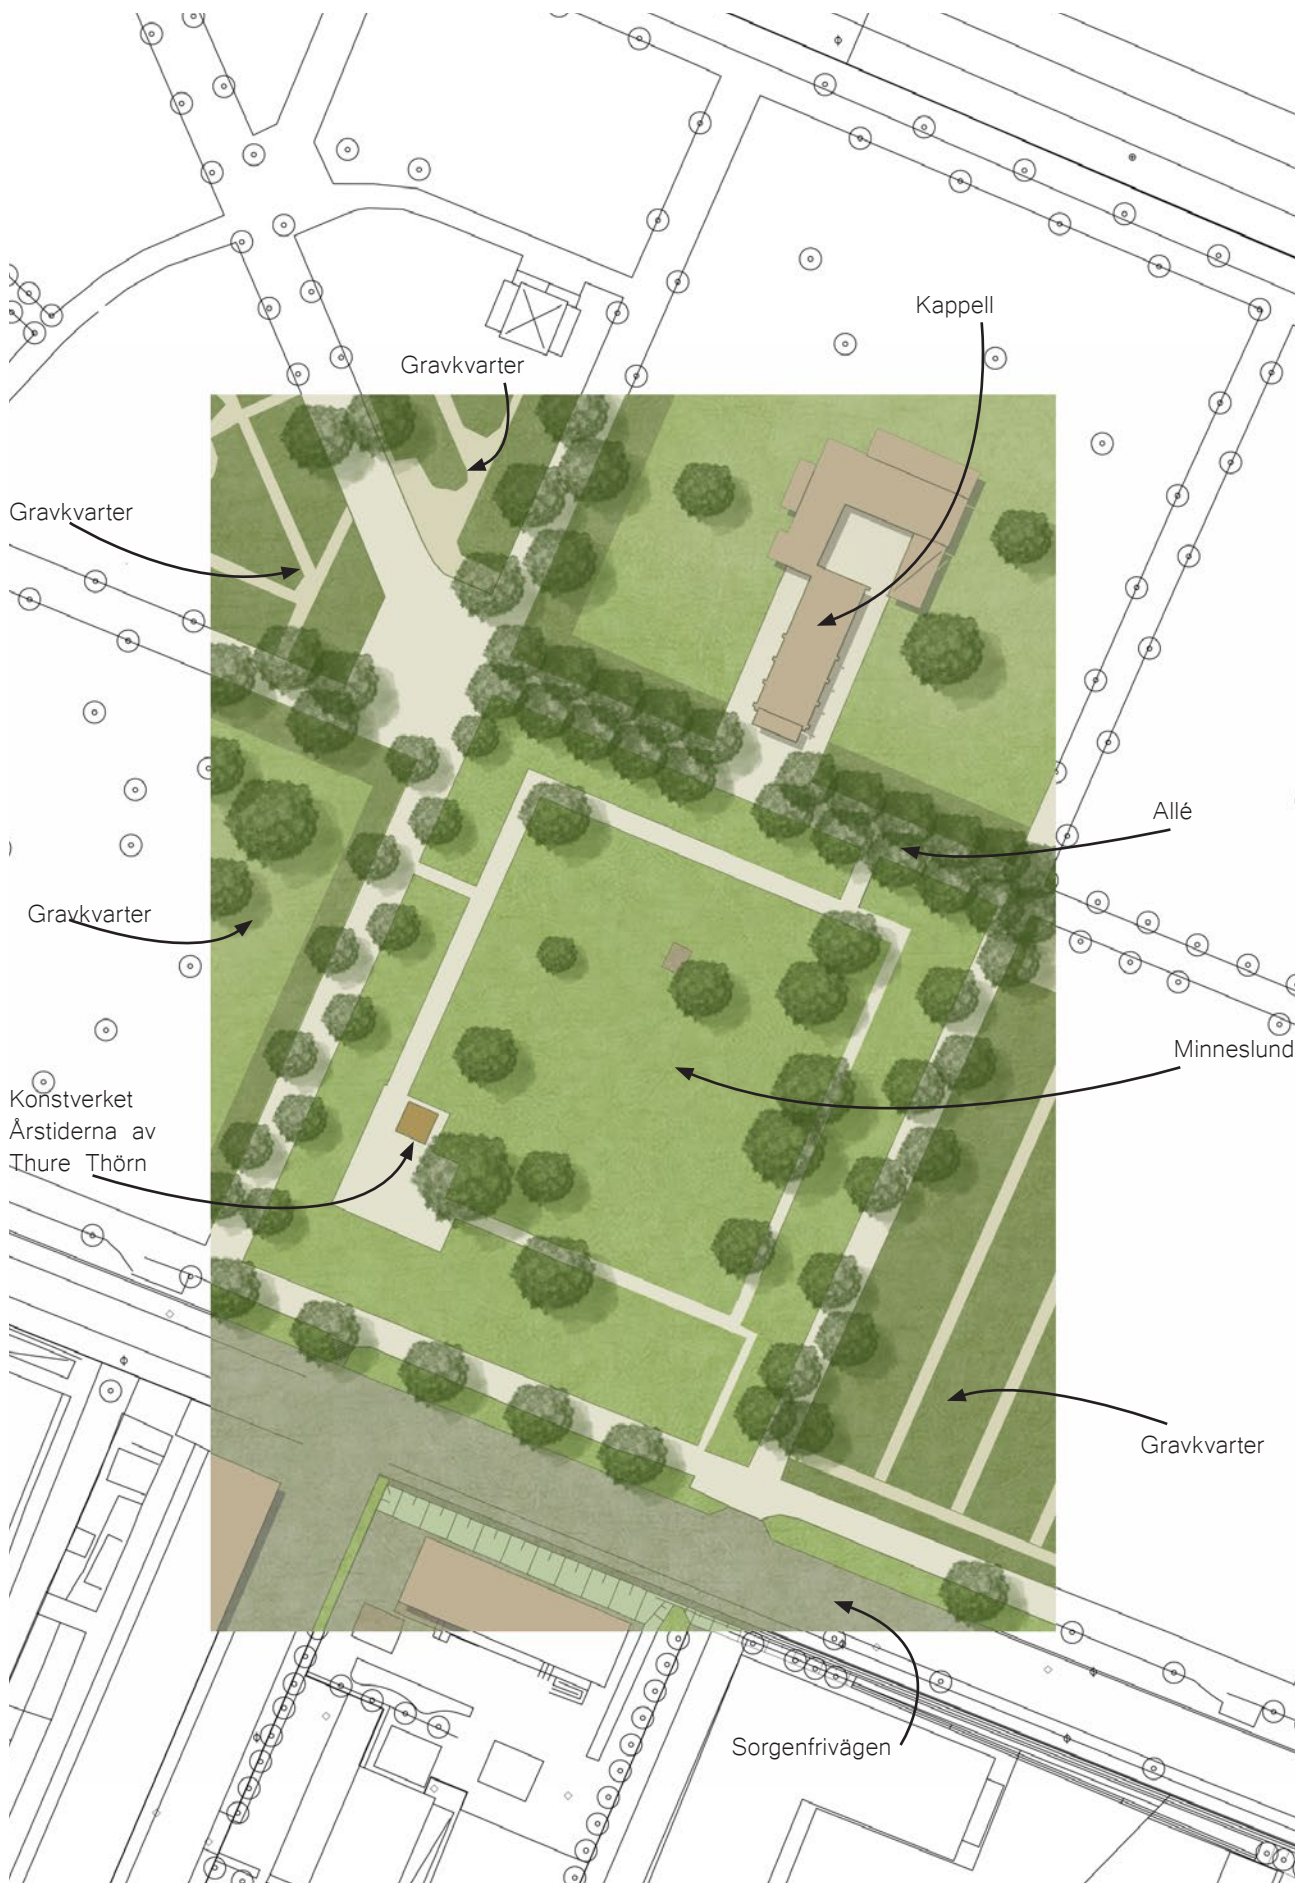 Kappell
Gravkvarter
Gravkvarter
Allé
Gravkvarter
Minneslund
Konstverket
Årstiderna av
Thure Thörn
Gravkvarter
Sorgenfrivägen